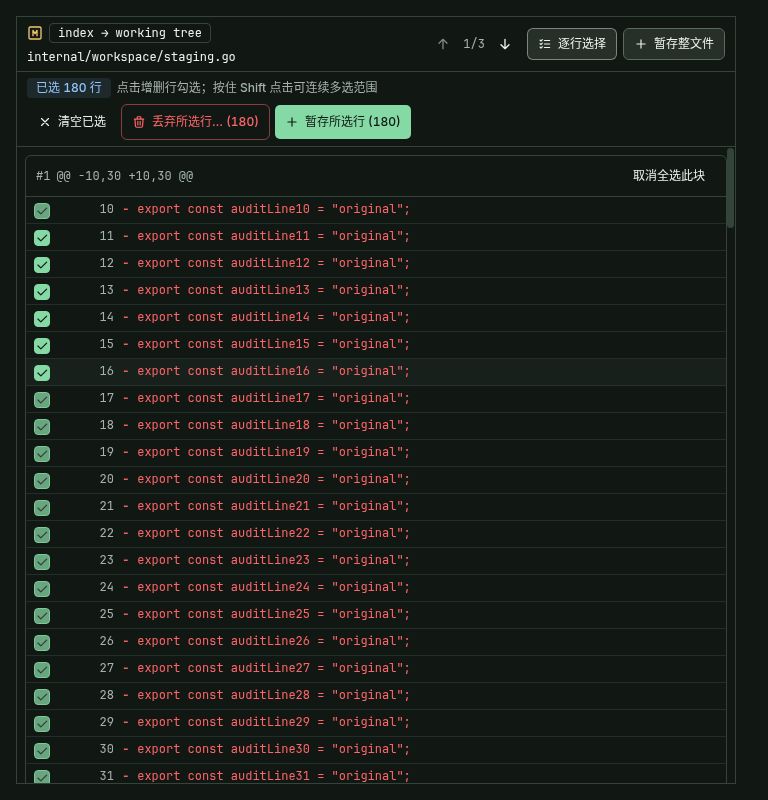 M index → working tree
internal/workspace/staging.go
↑ 1/3 ↓ 逐行选择 + 暂存整文件
已选 180 行 点击增删行勾选；按住 Shift 点击可连续多选范围
× 清空已选 丢弃所选行… (180) + 暂存所选行 (180)
#1 @@ -10,30 +10,30 @@ 取消全选此块
10 - export const auditLine10 = "original";
11 - export const auditLine11 = "original";
12 - export const auditLine12 = "original";
13 - export const auditLine13 = "original";
14 - export const auditLine14 = "original";
15 - export const auditLine15 = "original";
16 - export const auditLine16 = "original";
17 - export const auditLine17 = "original";
18 - export const auditLine18 = "original";
19 - export const auditLine19 = "original";
20 - export const auditLine20 = "original";
21 - export const auditLine21 = "original";
22 - export const auditLine22 = "original";
23 - export const auditLine23 = "original";
24 - export const auditLine24 = "original";
25 - export const auditLine25 = "original";
26 - export const auditLine26 = "original";
27 - export const auditLine27 = "original";
28 - export const auditLine28 = "original";
29 - export const auditLine29 = "original";
30 - export const auditLine30 = "original";
31 - export const auditLine31 = "original";